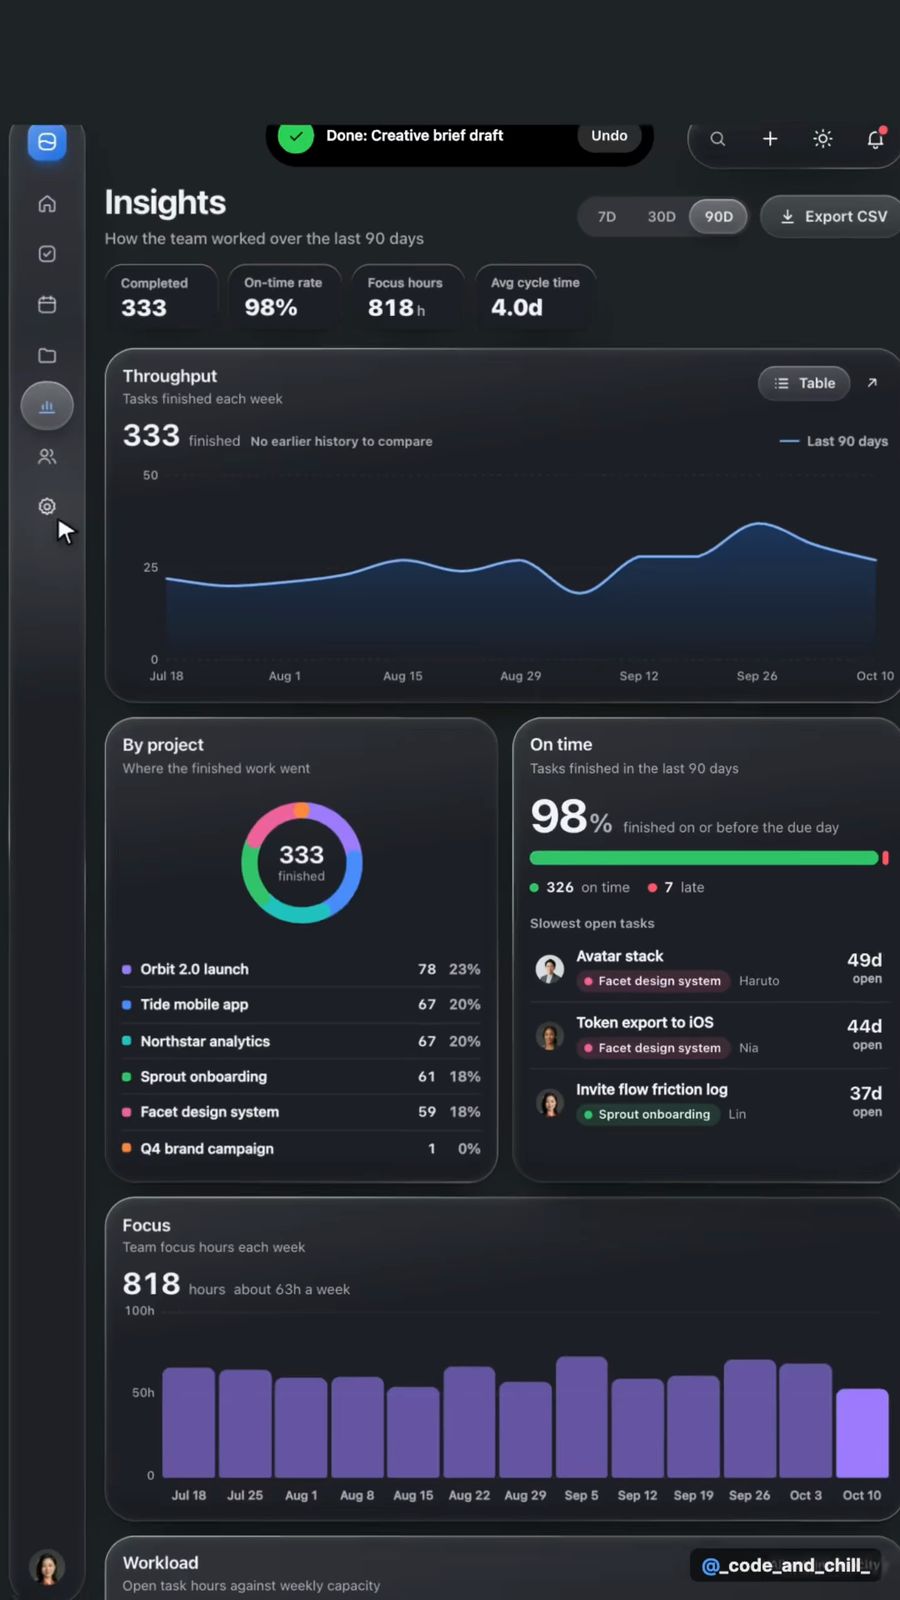 Done: Creative brief draft
Undo
Insights
How the team worked over the last 90 days
7D 30D 90D
Export CSV
Completed
333
On-time rate
98%
Focus hours
818 h
Avg cycle time
4.0d
Throughput
Tasks finished each week
Table
333 finished No earlier history to compare
Last 90 days
50
25
0
Jul 18 Aug 1 Aug 15 Aug 29 Sep 12 Sep 26 Oct 10
By project
Where the finished work went
333
finished
Orbit 2.0 launch 78 23%
Tide mobile app 67 20%
Northstar analytics 67 20%
Sprout onboarding 61 18%
Facet design system 59 18%
Q4 brand campaign 1 0%
On time
Tasks finished in the last 90 days
98% finished on or before the due day
326 on time 7 late
Slowest open tasks
Avatar stack
Facet design system Haruto
49d
open
Token export to iOS
Facet design system Nia
44d
open
Invite flow friction log
Sprout onboarding Lin
37d
open
Focus
Team focus hours each week
818 hours about 63h a week
100h
50h
0
Jul 18 Jul 25 Aug 1 Aug 8 Aug 15 Aug 22 Aug 29 Sep 5 Sep 12 Sep 19 Sep 26 Oct 3 Oct 10
Workload
Open task hours against weekly capacity
@_code_and_chill_